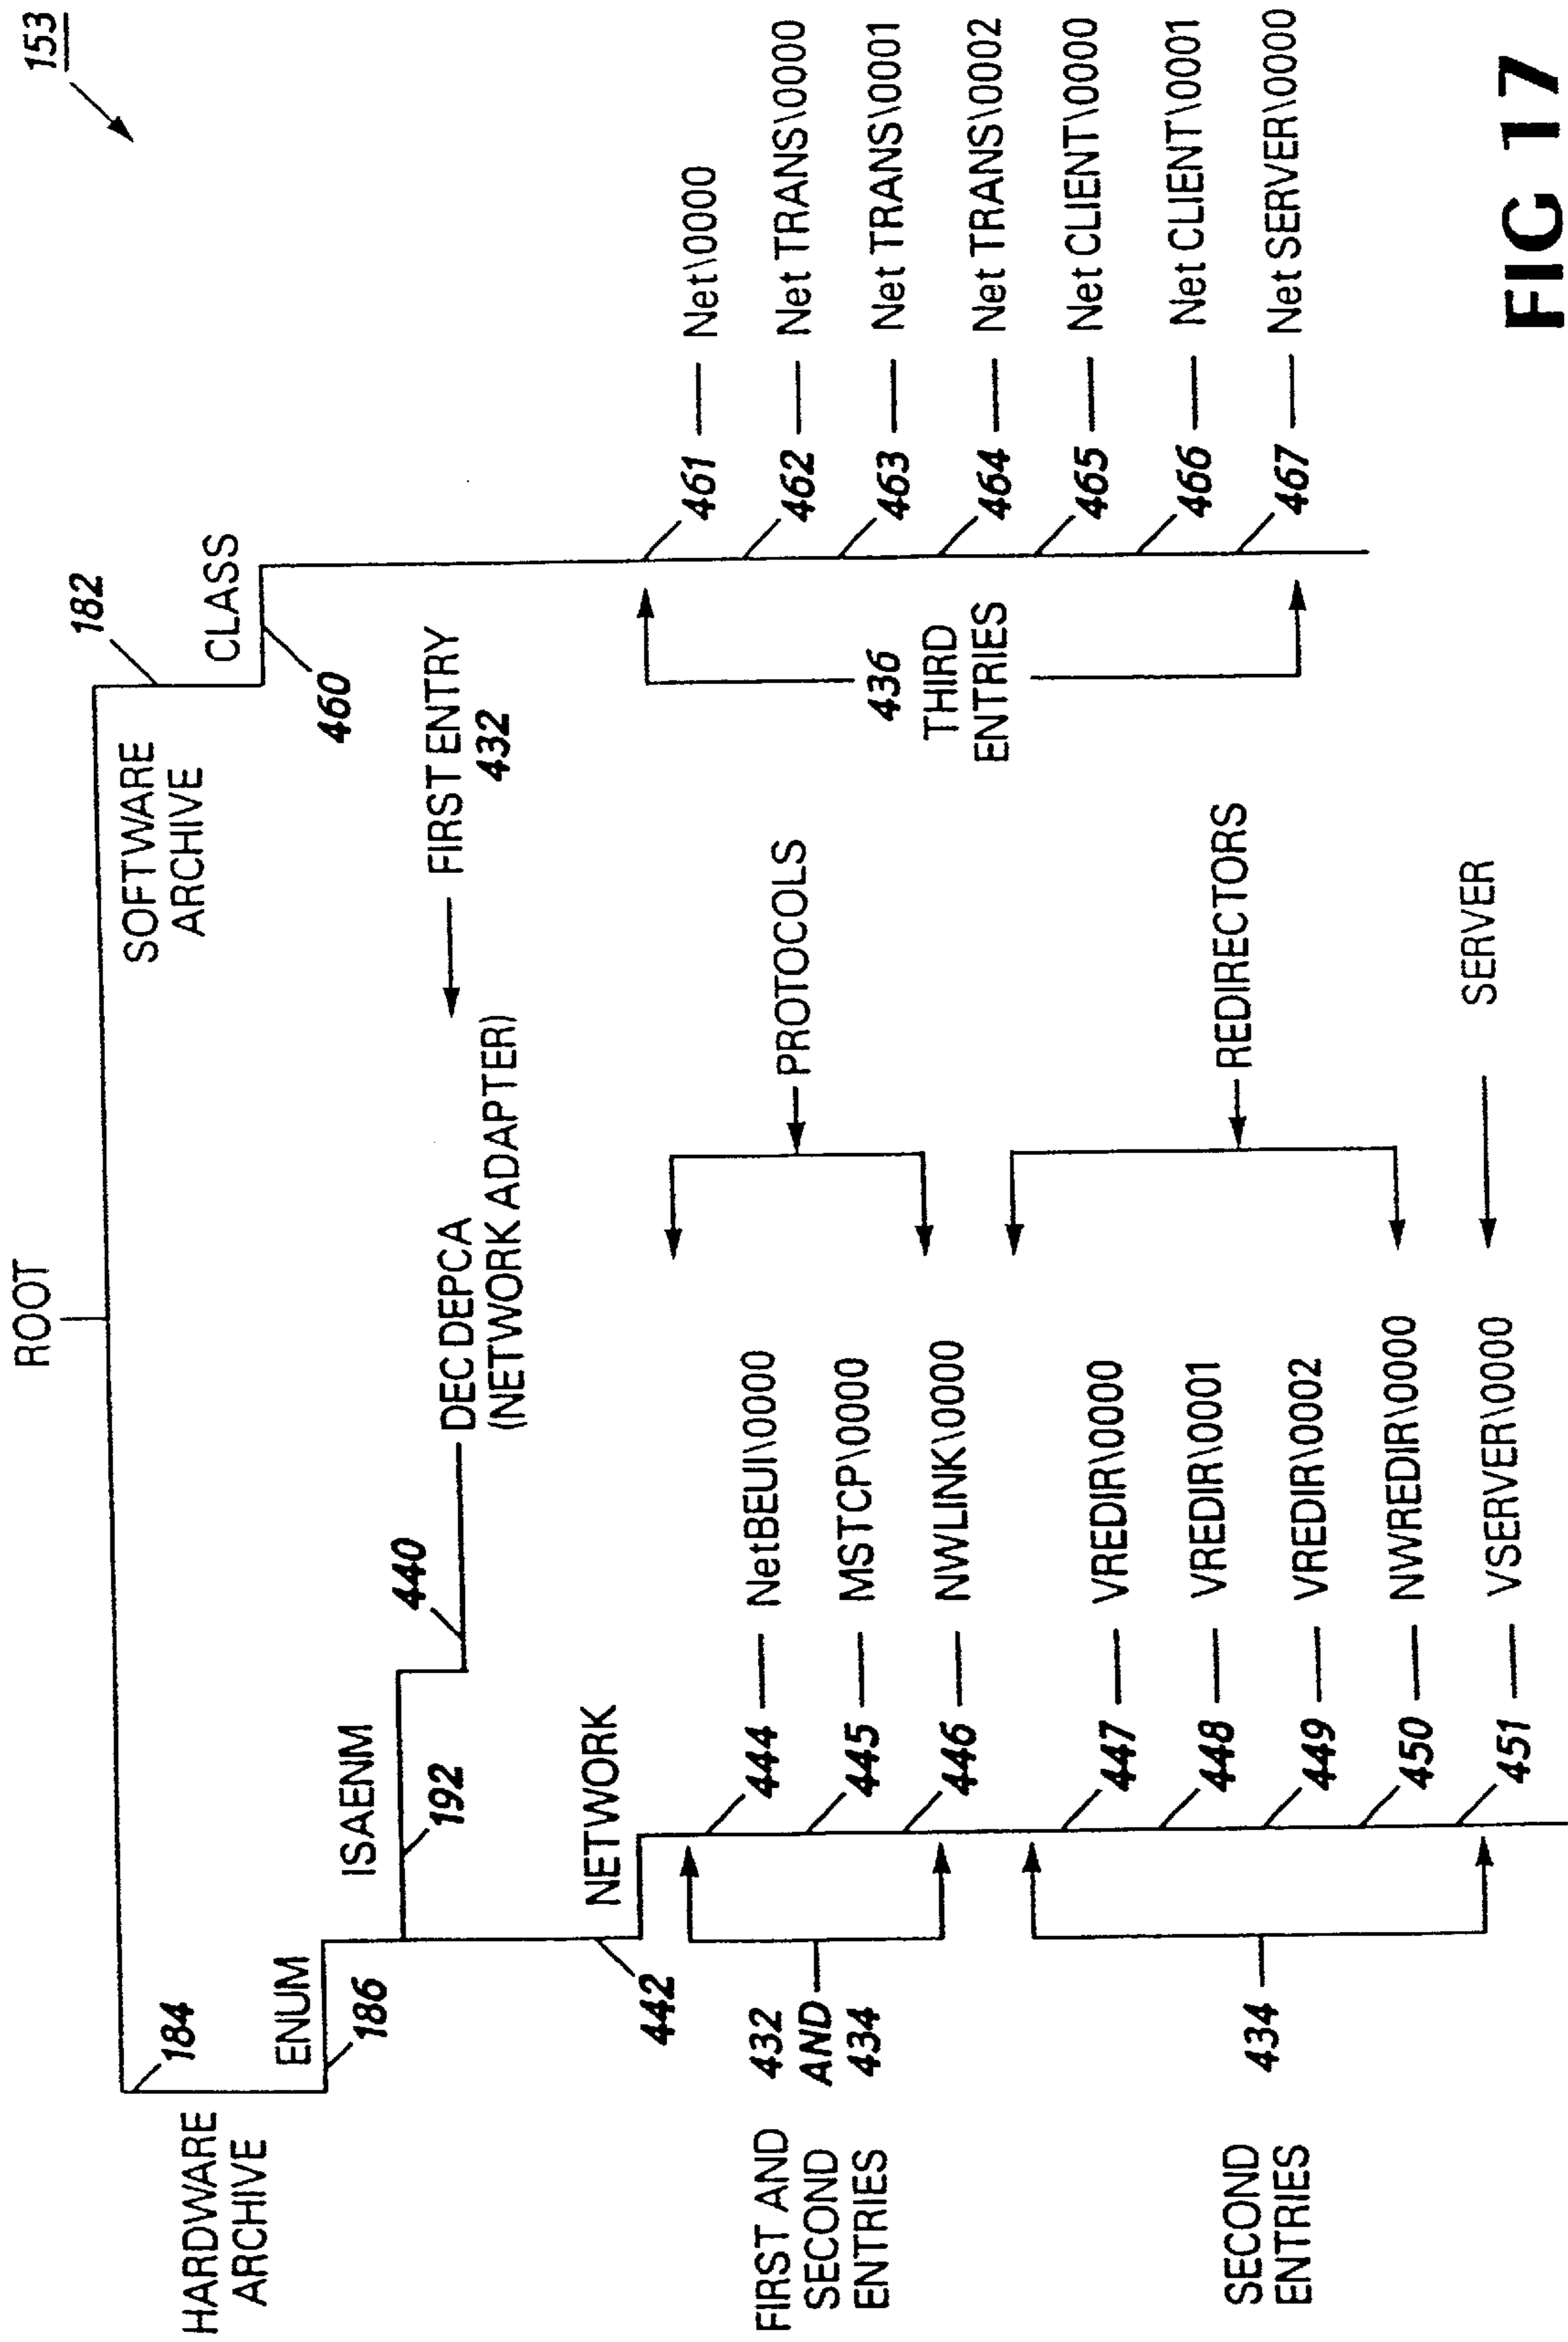 153
ROOT
HARDWARE
ARCHIVE
184
SOFTWARE
ARCHIVE
182
ENUM
186
CLASS
460
ISAENM
192
440
DEC DEPCA
(NETWORK ADAPTER)
FIRST ENTRY
432
NETWORK
442
FIRST AND
SECOND
ENTRIES
432
AND
434
444 NetBEUI\0000
445 MSTCP\0000
446 NWLINK\0000
PROTOCOLS
SECOND
ENTRIES
434
447 VREDIR\0000
448 VREDIR\0001
449 VREDIR\0002
450 NWREDIR\0000
451 VSERVER\0000
REDIRECTORS
SERVER
436
THIRD
ENTRIES
461 Net\0000
462 Net TRANS\0000
463 Net TRANS\0001
464 Net TRANS\0002
465 Net CLIENT\0000
466 Net CLIENT\0001
467 Net SERVER\0000
FIG 17